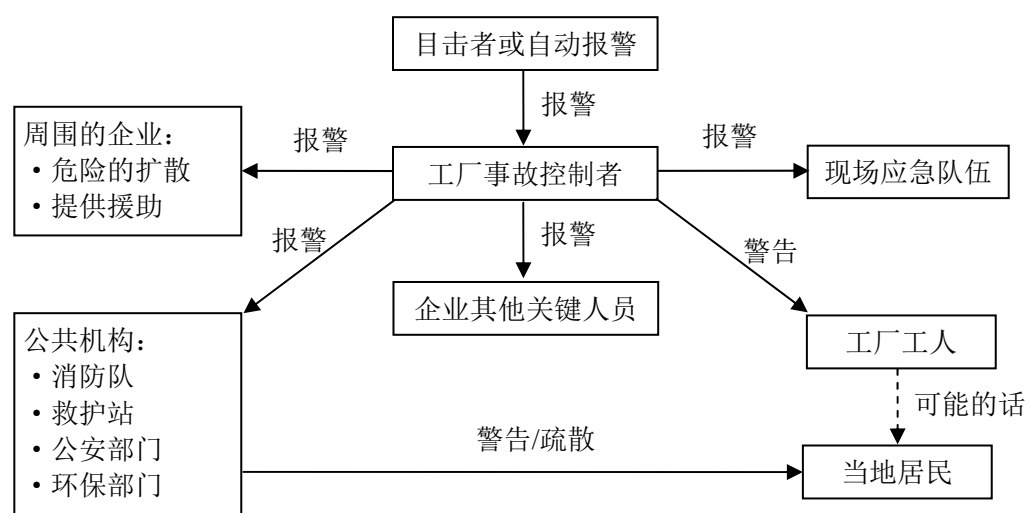 目击者或自动报警
报警
周围的企业：
·危险的扩散
·提供援助
报警
工厂事故控制者
报警
现场应急队伍
报警
报警
警告
企业其他关键人员
公共机构：
·消防队
·救护站
·公安部门
·环保部门
工厂工人
可能的话
警告/疏散
当地居民